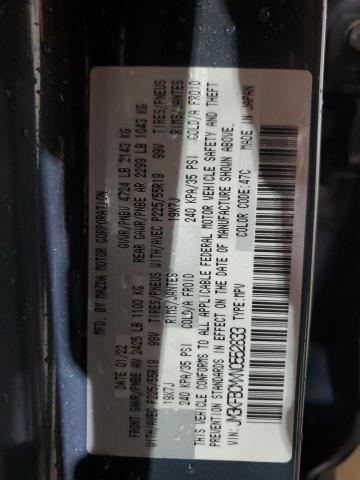 MFD. BY MAZDA MOTOR CORPORATION
DATE: 01/22 GVWR/PNBV 4724 LB 2143 KG
FRONT GAWR/PNBE AV 2425 LB 1100 KG REAR GAWR/PNBE AR 2299 LB 1043 KG
WITH/AVEC P225/55R19 99V TIRES/PNEUS WITH/AVEC P225/55R19 99V TIRES/PNEUS
19X7J RIMS/JANTES 19X7J RIMS/JANTES
240 KPA/35 PSI COLD/A FROID 240 KPA/35 PSI COLD/A FROID
THIS VEHICLE CONFORMS TO ALL APPLICABLE FEDERAL MOTOR VEHICLE SAFETY AND THEFT
PREVENTION STANDARDS IN EFFECT ON THE DATE OF MANUFACTURE SHOWN ABOVE.
VIN: TYPE: MPV COLOR CODE: 47C MADE IN JAPAN